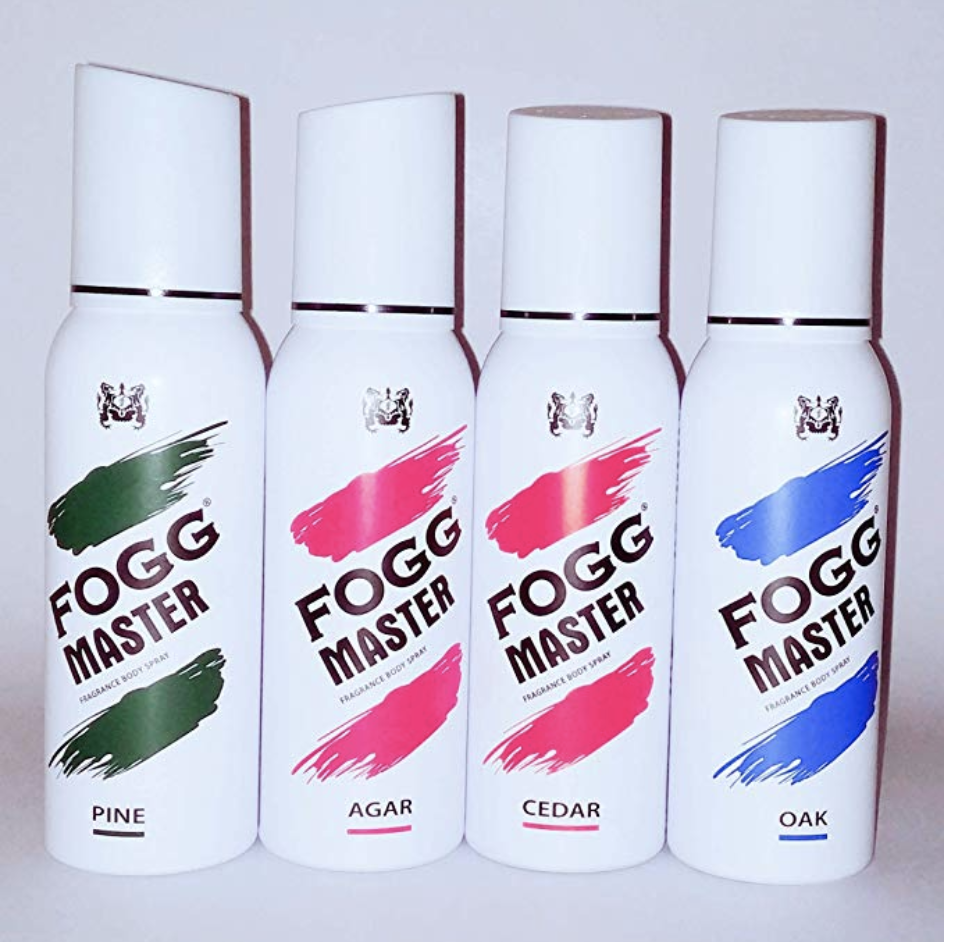 FOGG®
MASTER
FRAGRANCE BODY SPRAY
PINE
FOGG®
MASTER
FRAGRANCE BODY SPRAY
AGAR
FOGG®
MASTER
FRAGRANCE BODY SPRAY
CEDAR
FOGG®
MASTER
FRAGRANCE BODY SPRAY
OAK